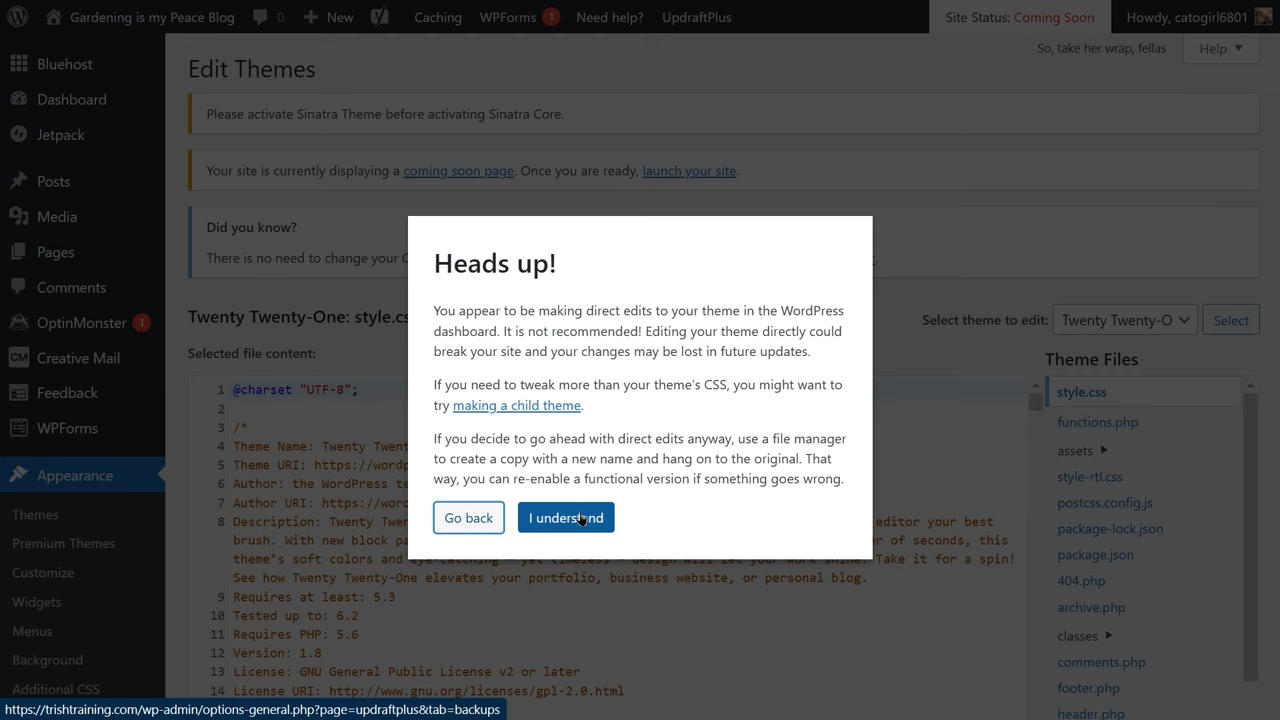 Gardening is my Peace Blog 0 New Caching WPForms 1 Need help? UpdraftPlus Site Status: Coming Soon Howdy, catogirl6801
So, take her wrap, fellas Help
Bluehost
Dashboard
Jetpack
Posts
Media
Pages
Comments
OptinMonster 1
CM Creative Mail
Feedback
WPForms
Appearance
Themes
Premium Themes
Customize
Widgets
Menus
Background
Additional CSS
Edit Themes
Please activate Sinatra Theme before activating Sinatra Core.
Your site is currently displaying a coming soon page. Once you are ready, launch your site.
Did you know?
There is no need to change your
Twenty Twenty-One: style.cs
Select theme to edit: Twenty Twenty-O Select
Selected file content:
1 @charset "UTF-8";
2
3 /*
4 Theme Name: Twenty Twent
5 Theme URI: https://wordp
6 Author: the WordPress te
7 Author URI: https://word
8 Description: Twenty Twen editor your best
brush. With new block pa er of seconds, this
theme's soft colors and eye-catching — yet timeless — design will let your work shine. Take it for a spin!
See how Twenty Twenty-One elevates your portfolio, business website, or personal blog.
9 Requires at least: 5.3
10 Tested up to: 6.2
11 Requires PHP: 5.6
12 Version: 1.8
13 License: GNU General Public License v2 or later
14 License URI: http://www.gnu.org/licenses/gpl-2.0.html
Theme Files
style.css
functions.php
assets
style-rtl.css
postcss.config.js
package-lock.json
package.json
404.php
archive.php
classes
comments.php
footer.php
header.php
Heads up!
You appear to be making direct edits to your theme in the WordPress
dashboard. It is not recommended! Editing your theme directly could
break your site and your changes may be lost in future updates.
If you need to tweak more than your theme's CSS, you might want to
try making a child theme.
If you decide to go ahead with direct edits anyway, use a file manager
to create a copy with a new name and hang on to the original. That
way, you can re-enable a functional version if something goes wrong.
Go back I understand
https://trishtraining.com/wp-admin/options-general.php?page=updraftplus&tab=backups